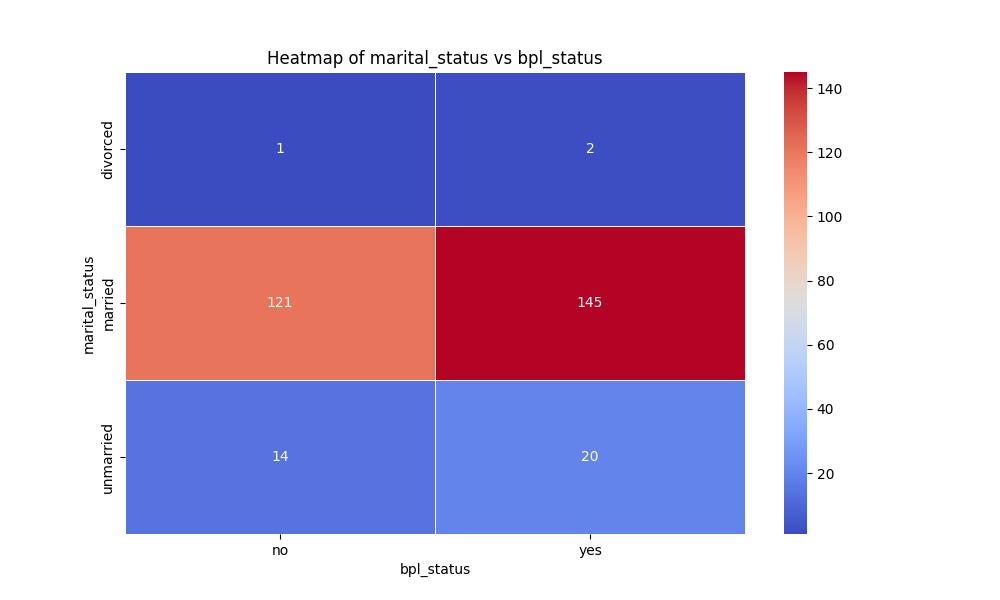 Heatmap of marital_status vs bpl_status
marital_status
divorced
married
unmarried
1 2
121 145
14 20
no yes
bpl_status
140
120
100
80
60
40
20